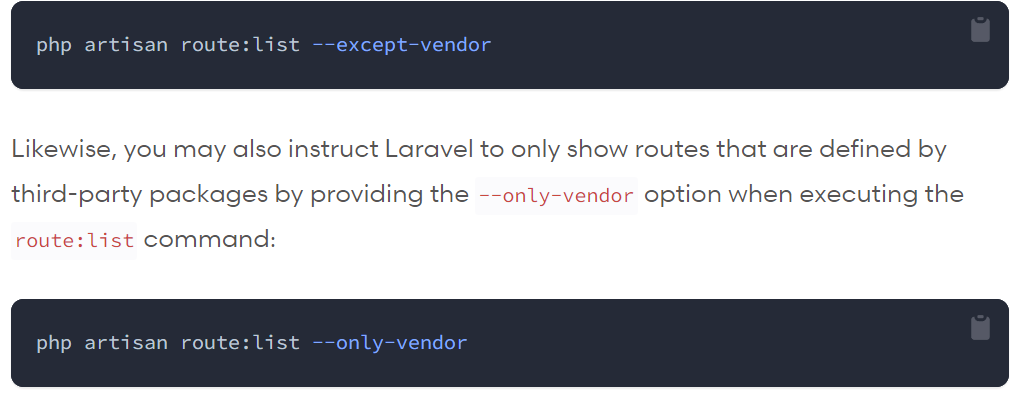 php artisan route:list --except-vendor
Likewise, you may also instruct Laravel to only show routes that are defined by
third-party packages by providing the --only-vendor option when executing the
route:list command:
php artisan route:list --only-vendor